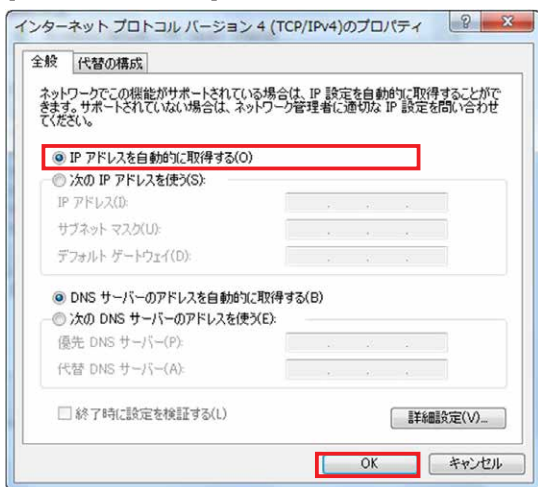 インターネット プロトコル バージョン 4 (TCP/IPv4)のプロパティ
全般 代替の構成
ネットワークでこの機能がサポートされている場合は、IP 設定を自動的に取得することがで
きます。サポートされていない場合は、ネットワーク管理者に適切な IP 設定を問い合わせ
てください。
IP アドレスを自動的に取得する(O)
次の IP アドレスを使う(S):
IP アドレス(I):
サブネット マスク(U):
デフォルト ゲートウェイ(D):
DNS サーバーのアドレスを自動的に取得する(B)
次の DNS サーバーのアドレスを使う(E):
優先 DNS サーバー(P):
代替 DNS サーバー(A):
終了時に設定を検証する(L)
詳細設定(V)...
OK キャンセル